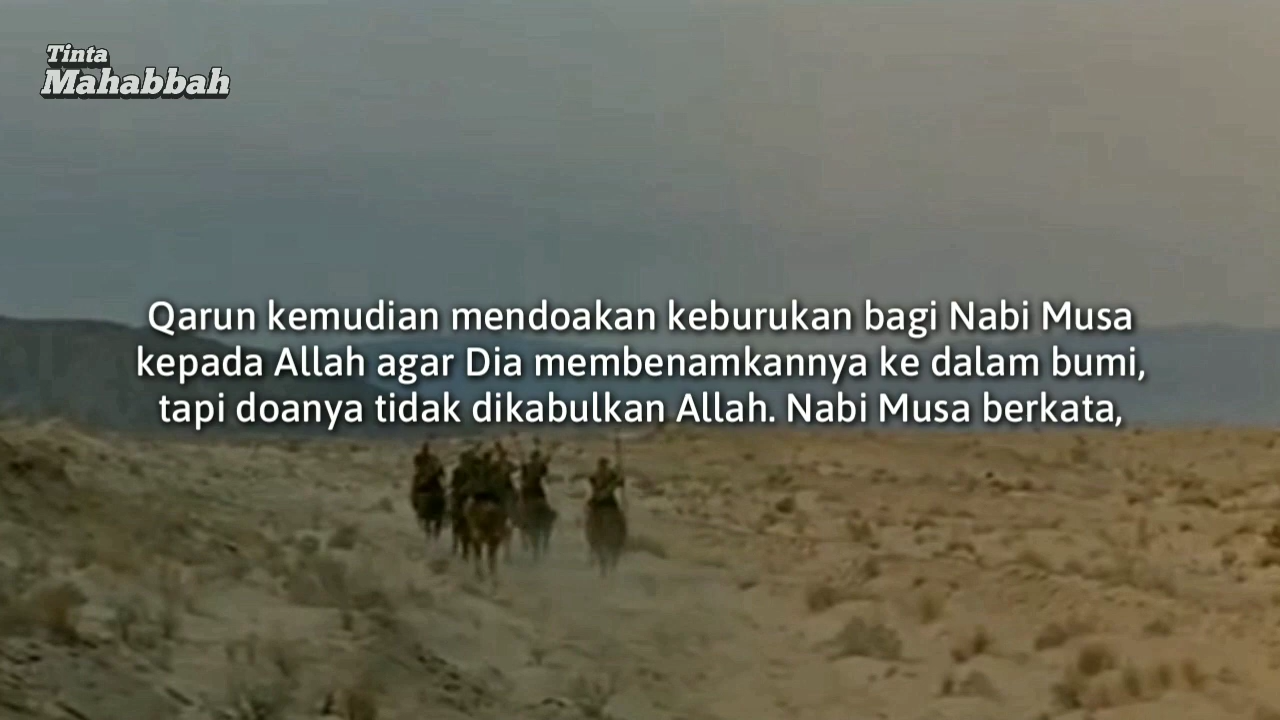 Tinta
Mahabbah
Qarun kemudian mendoakan keburukan bagi Nabi Musa
kepada Allah agar Dia membenamkannya ke dalam bumi,
tapi doanya tidak dikabulkan Allah. Nabi Musa berkata,